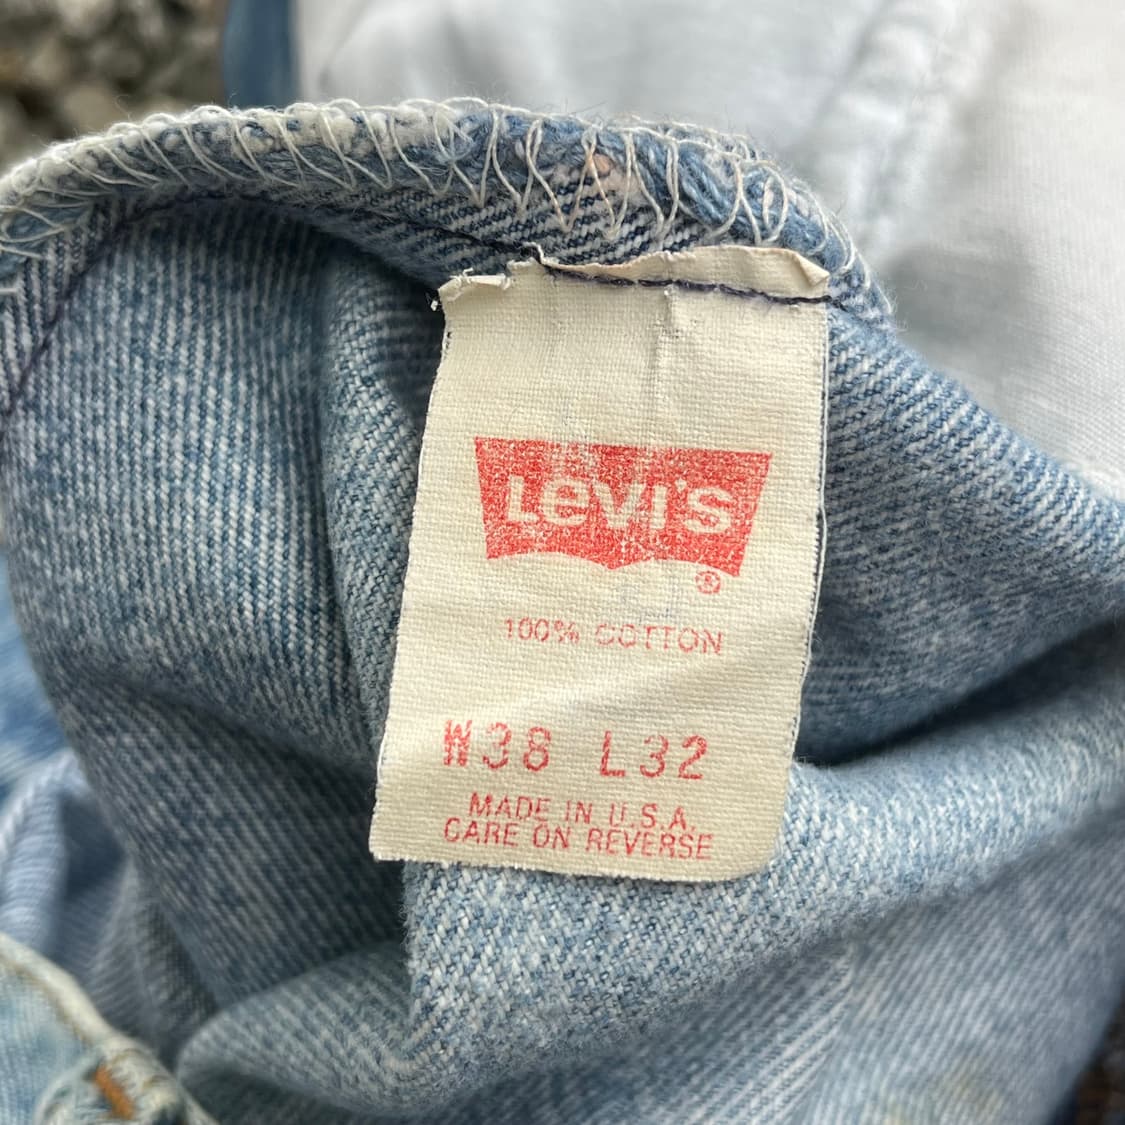 Levi's
®
100% COTTON
W38 L32
MADE IN U.S.A.
CARE ON REVERSE